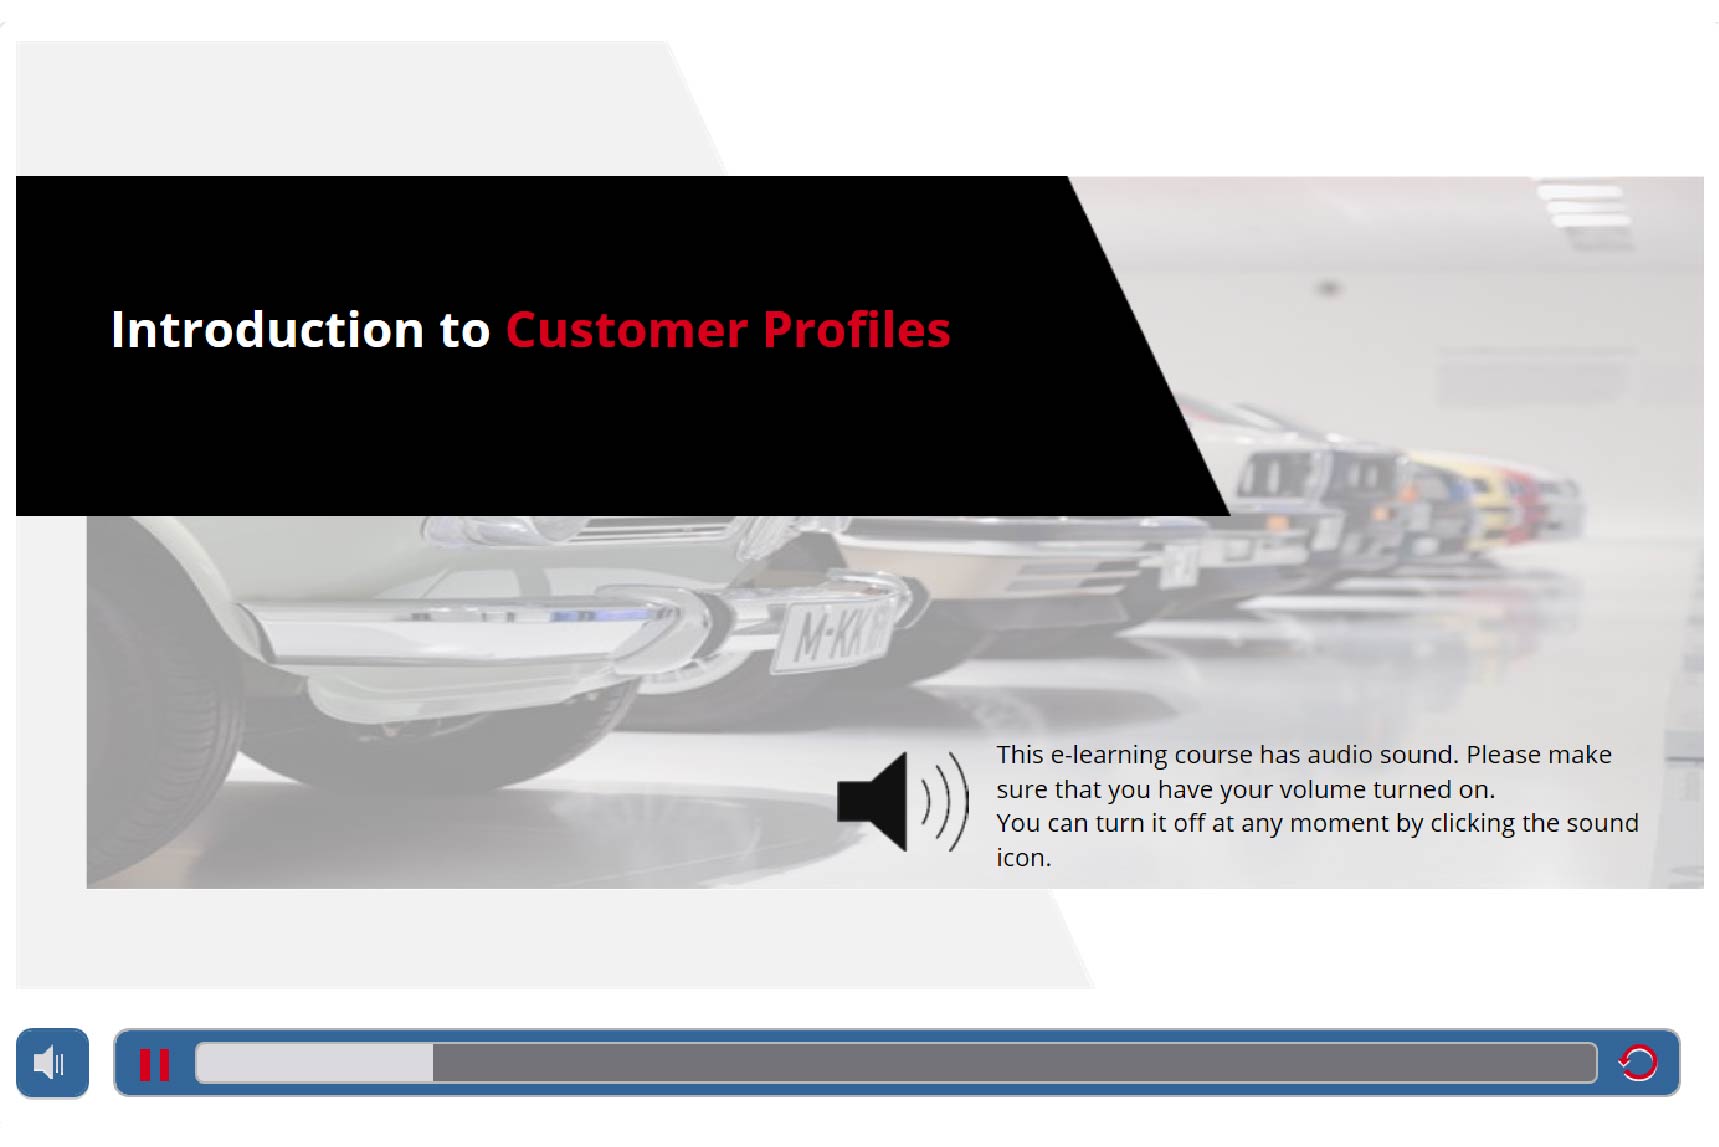 Introduction to Customer Profiles
M-KK
This e-learning course has audio sound. Please make
sure that you have your volume turned on.
You can turn it off at any moment by clicking the sound
icon.